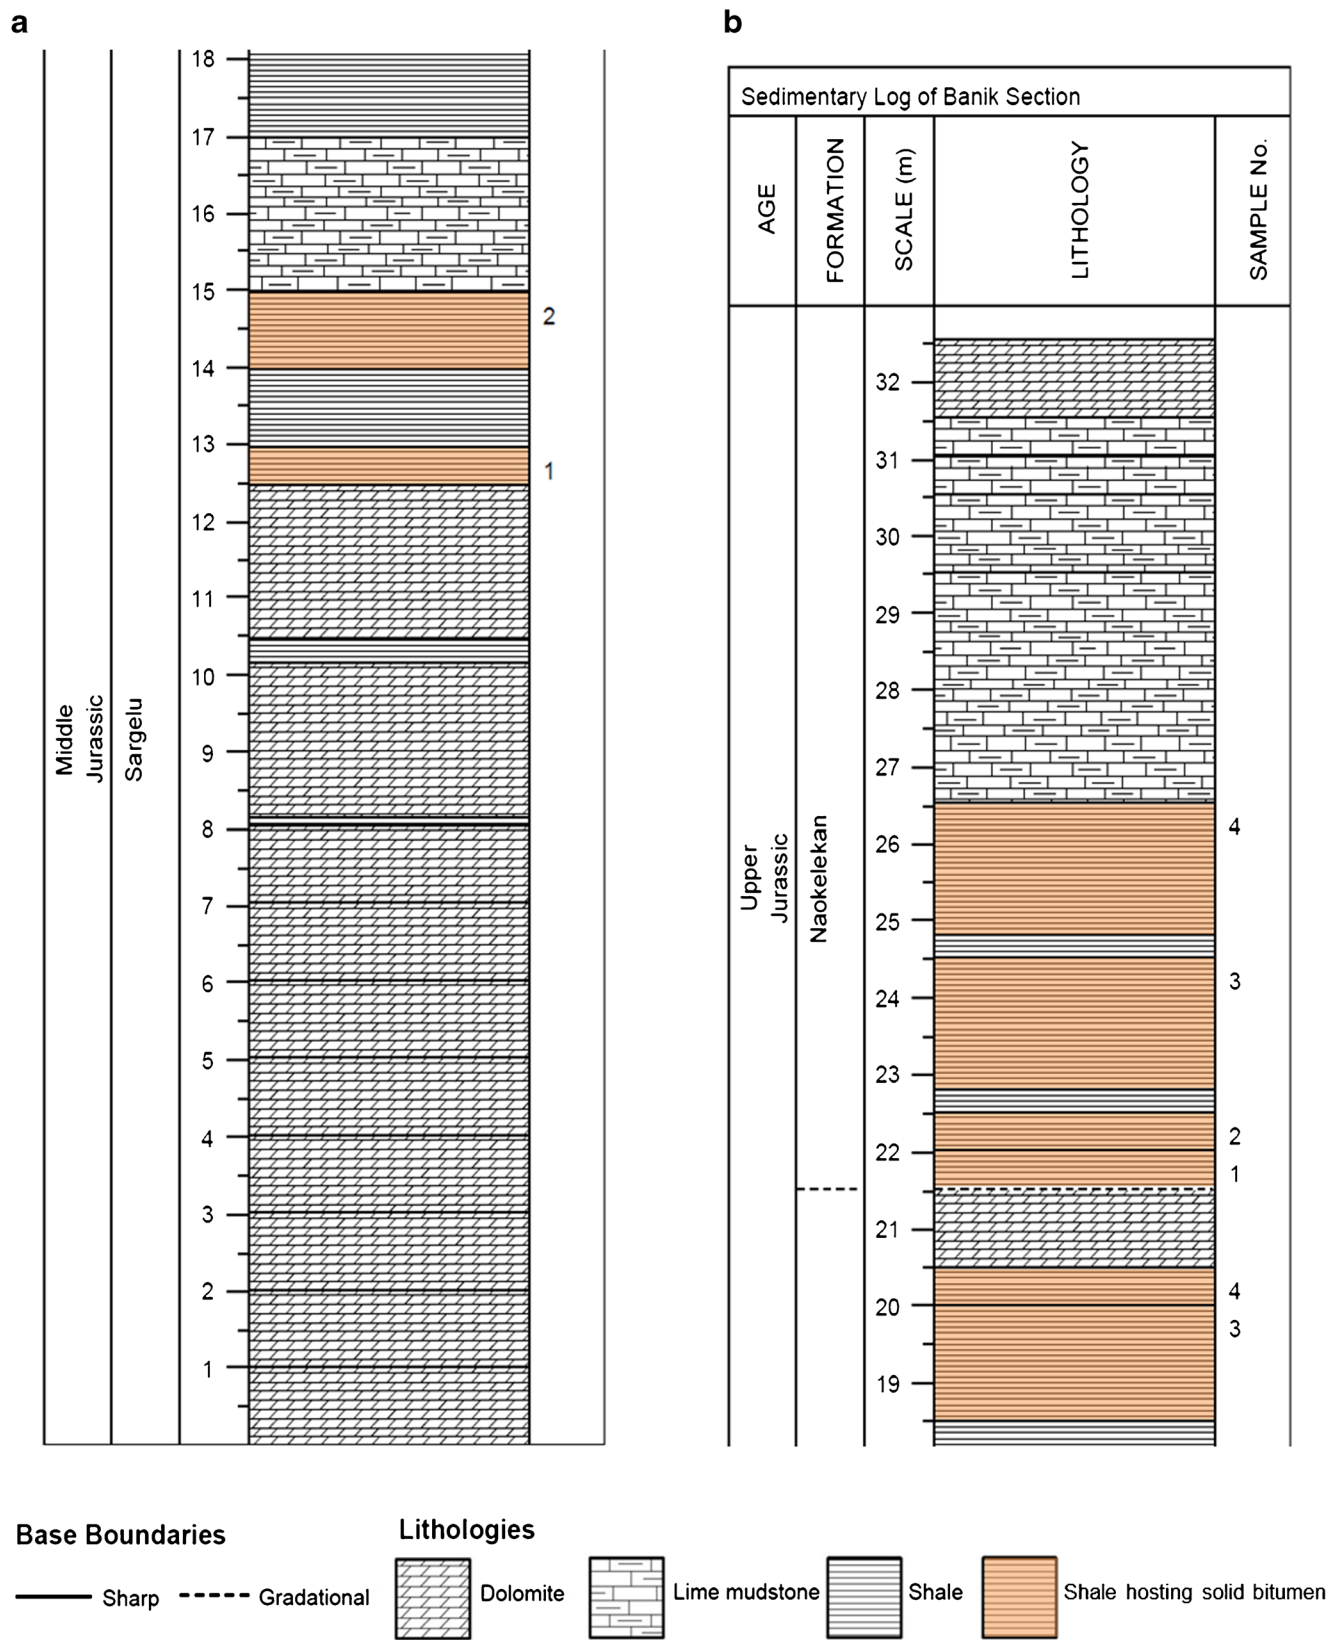 a
18
17
16
15
2
14
13
1
12
11
10
9
8
7
6
5
4
3
2
1
Middle
Jurassic
Sargelu
b
Sedimentary Log of Banik Section
AGE
FORMATION
SCALE (m)
LITHOLOGY
SAMPLE No.
32
31
30
29
28
27
4
26
25
3
24
23
2
22
1
21
4
20
3
19
Upper
Jurassic
Naokelekan
Base Boundaries
Sharp
Gradational
Lithologies
Dolomite
Lime mudstone
Shale
Shale hosting solid bitumen